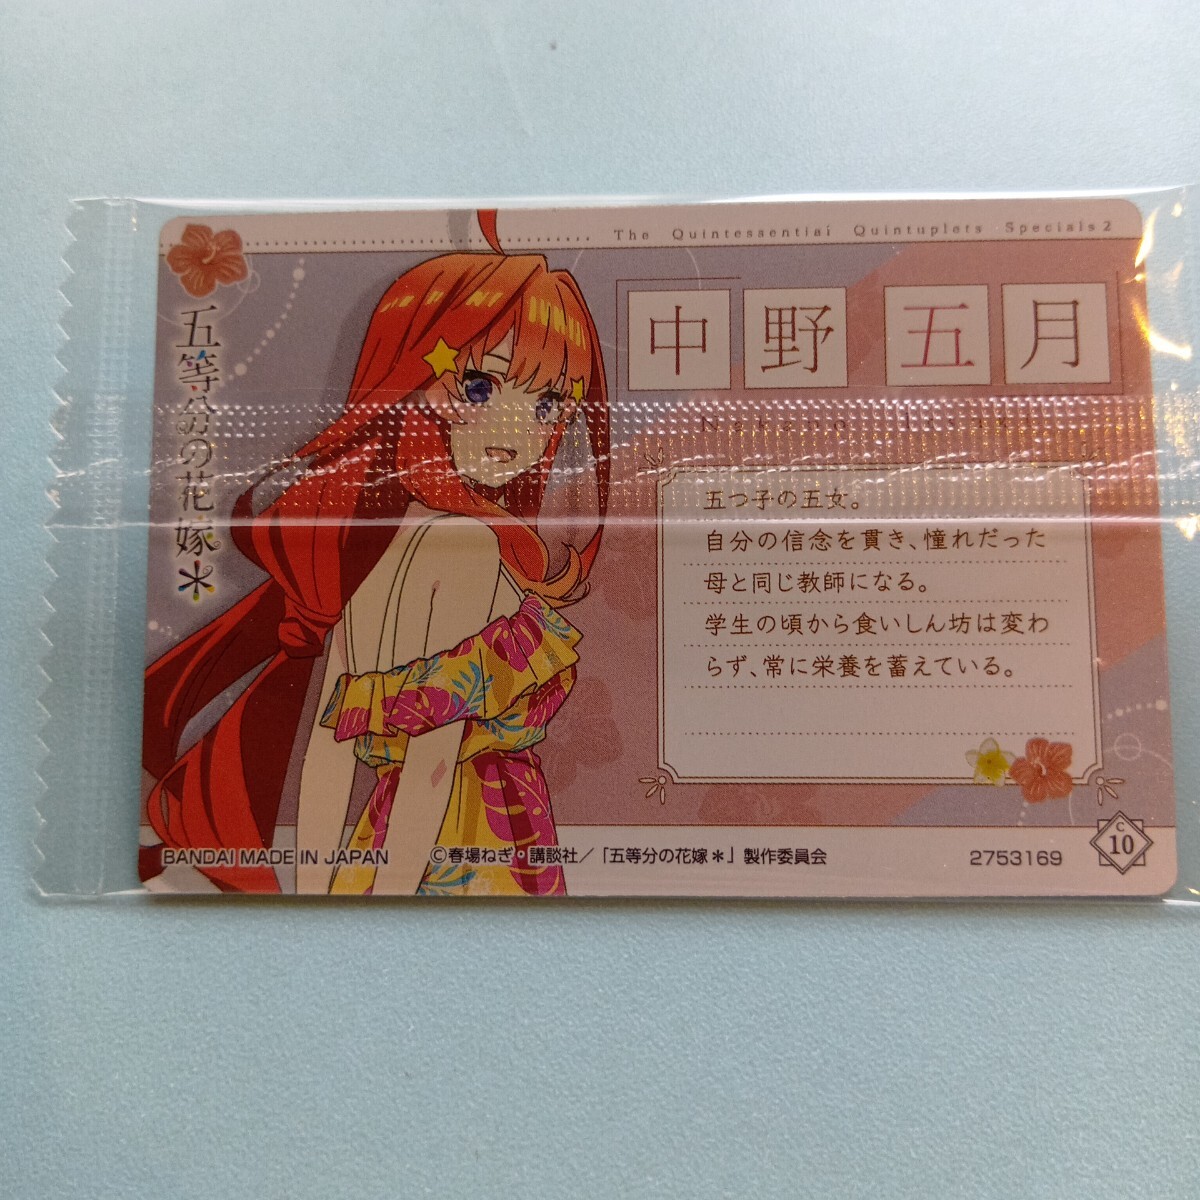 The Quintessential Quintuplets Specials 2
五等分の花嫁＊
中野 五月
Nakano Itsuki
五つ子の五女。
自分の信念を貫き、憧れだった
母と同じ教師になる。
学生の頃から食いしん坊は変わ
らず、常に栄養を蓄えている。
BANDAI MADE IN JAPAN
©春場ねぎ・講談社／「五等分の花嫁＊」製作委員会
2753169
C
10